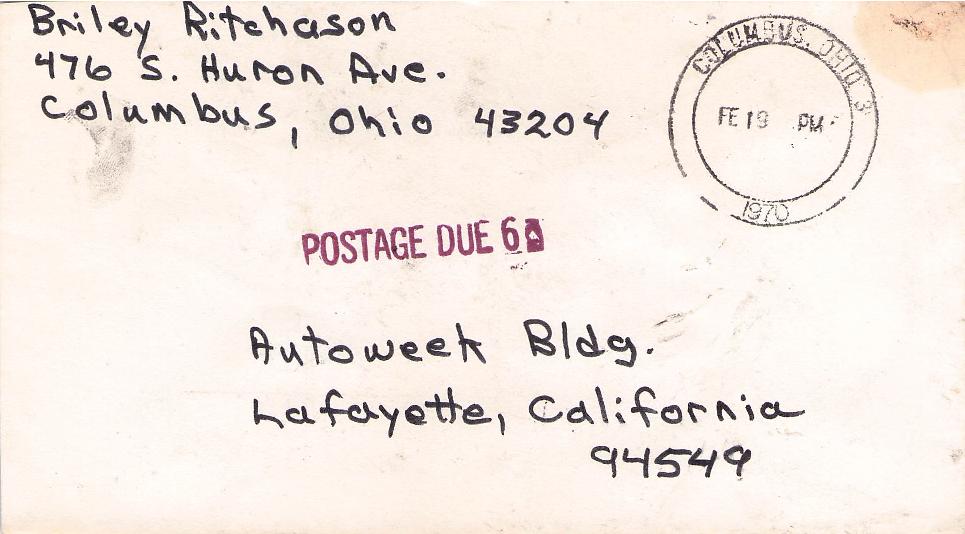 Briley Ritchason
476 S. Huron Ave.
Columbus, Ohio 43204
COLUMBUS, OHIO 3
FE 19 PM
1970
POSTAGE DUE 6
Autoweek Bldg.
Lafayette, California
94549